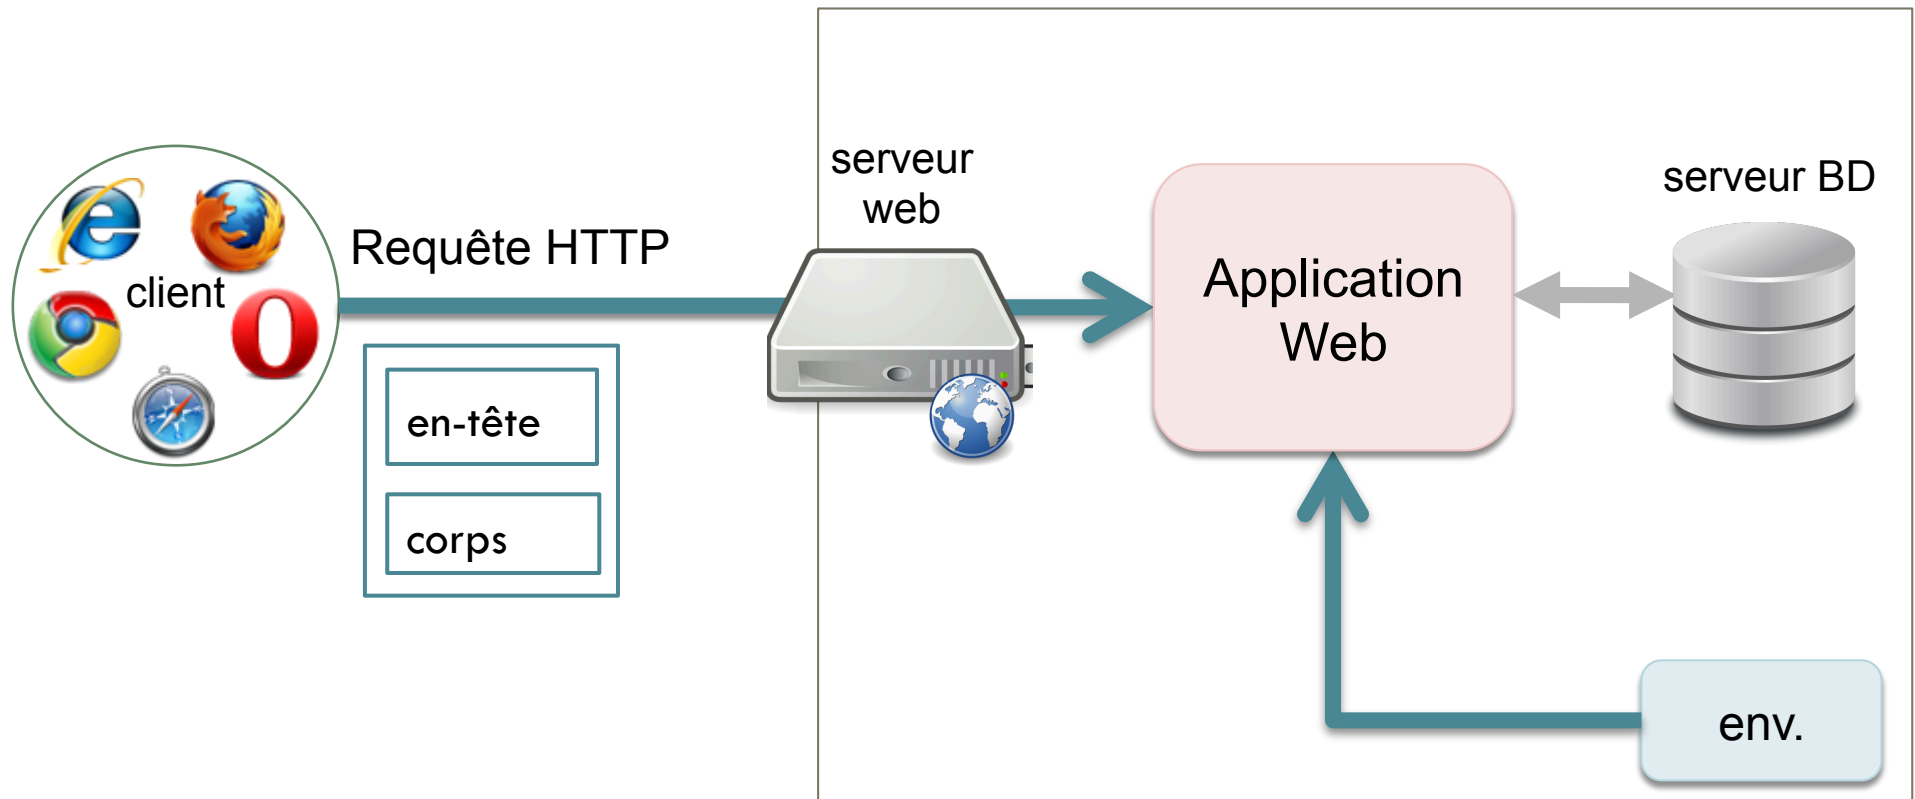 client
Requête HTTP
en-tête
corps
serveur
web
Application
Web
serveur BD
env.